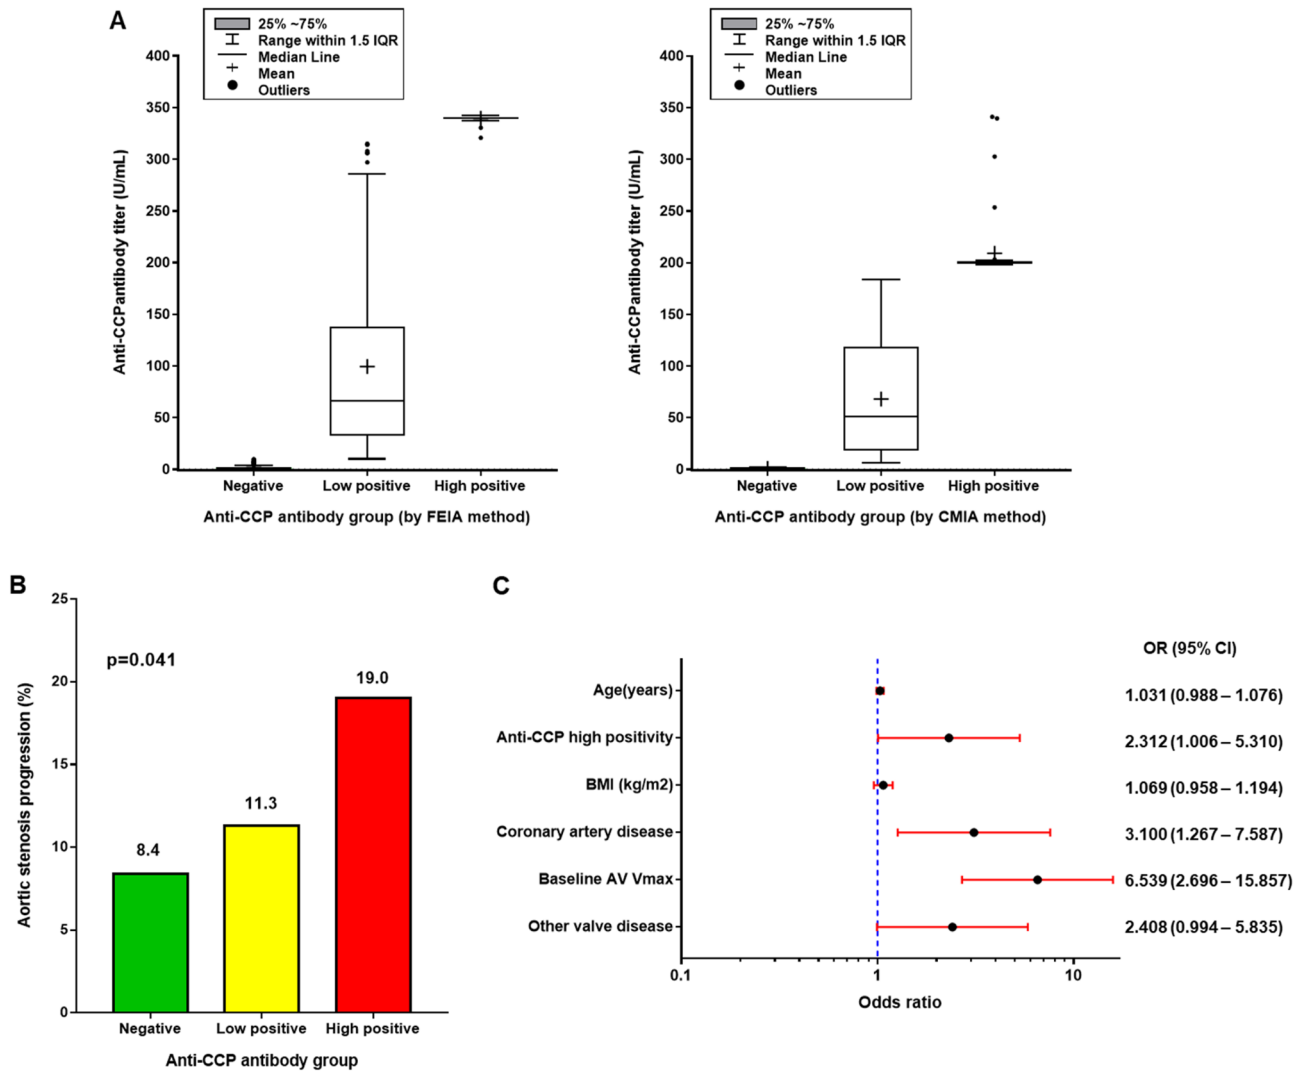 A
25% ~75%
Range within 1.5 IQR
Median Line
Mean
Outliers
Anti-CCPantibody titer (U/mL)
400
350
300
250
200
150
100
50
0
Negative Low positive High positive
Anti-CCP antibody group (by FEIA method)
25% ~75%
Range within 1.5 IQR
Median Line
Mean
Outliers
Anti-CCPantibody titer (U/mL)
400
350
300
250
200
150
100
50
0
Negative Low positive High positive
Anti-CCP antibody group (by CMIA method)
B
Aortic stenosis progression (%)
25
20
15
10
5
0
p=0.041
8.4
11.3
19.0
Negative Low positive High positive
Anti-CCP antibody group
C
OR (95% CI)
Age(years) 1.031 (0.988 – 1.076)
Anti-CCP high positivity 2.312 (1.006 – 5.310)
BMI (kg/m2) 1.069 (0.958 – 1.194)
Coronary artery disease 3.100 (1.267 – 7.587)
Baseline AV Vmax 6.539 (2.696 – 15.857)
Other valve disease 2.408 (0.994 – 5.835)
0.1 1 10
Odds ratio